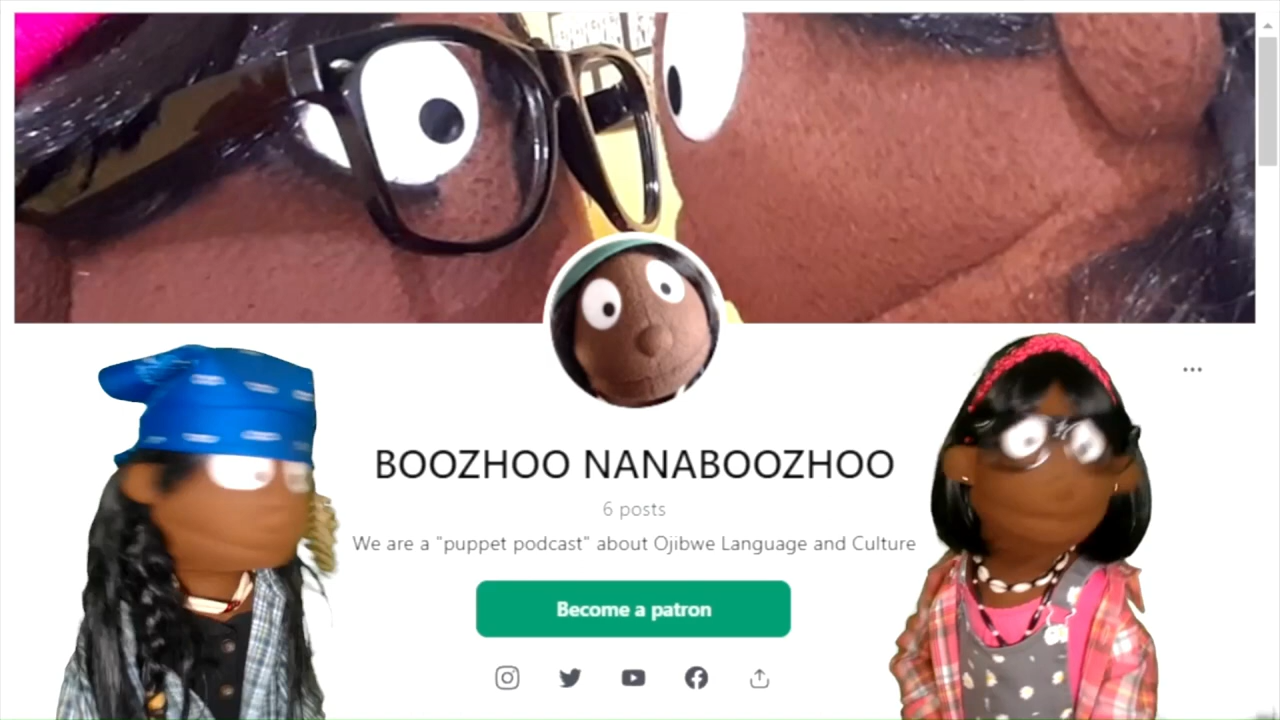 BOOZHOO NANABOOZHOO
6 posts
We are a "puppet podcast" about Ojibwe Language and Culture
Become a patron